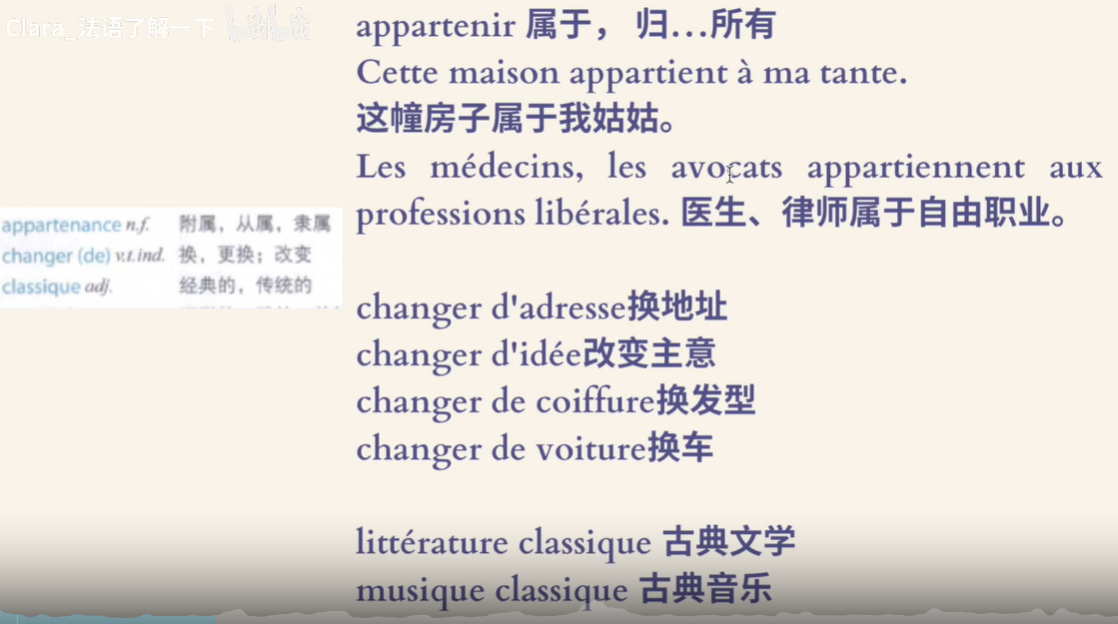 Clara_法语了解一下 bilibili
appartenir 属于， 归…所有
Cette maison appartient à ma tante.
这幢房子属于我姑姑。
Les médecins, les avocats appartiennent aux
professions libérales. 医生、律师属于自由职业。
appartenance n.f. 附属，从属，隶属
changer (de) v.t.ind. 换，更换；改变
classique adj. 经典的，传统的
changer d'adresse换地址
changer d'idée改变主意
changer de coiffure换发型
changer de voiture换车
littérature classique 古典文学
musique classique 古典音乐